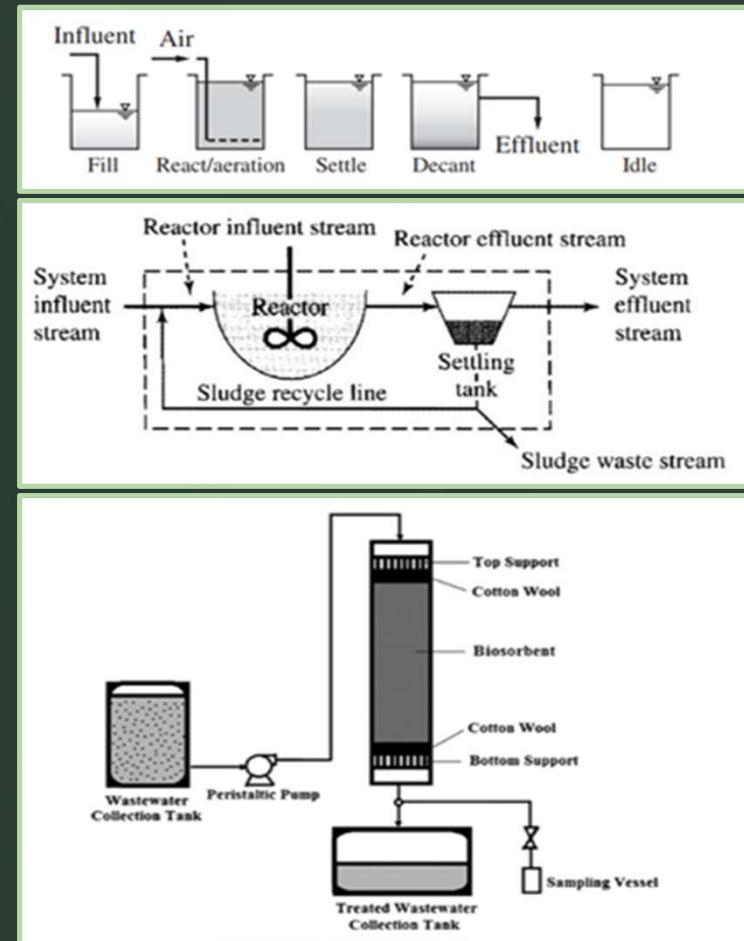 Influent Air
Effluent
Fill React/aeration Settle Decant Idle
Reactor influent stream
Reactor effluent stream
System
influent
stream
Reactor
System
effluent
stream
Settling
tank
Sludge recycle line
Sludge waste stream
Top Support
Cotton Wool
Biosorbent
Cotton Wool
Bottom Support
Wastewater
Collection Tank
Peristaltic Pump
Sampling Vessel
Treated Wastewater
Collection Tank